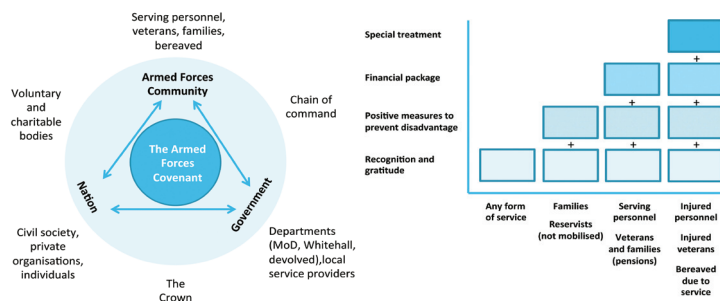 Serving personnel,
veterans, families,
bereaved
Armed Forces
Community
Voluntary
and
charitable
bodies
Chain of
command
The Armed
Forces
Covenant
Nation
Government
Civil society,
private
organisations,
individuals
Departments
(MoD, Whitehall,
devolved),local
service providers
The
Crown
Special treatment
+
Financial package
+ +
Positive measures to
prevent disadvantage
+ + +
Recognition and
gratitude
Any form
of service
Families
Reservists
(not mobilised)
Serving
personnel
Veterans
and families
(pensions)
Injured
personnel
Injured
veterans
Bereaved
due to
service